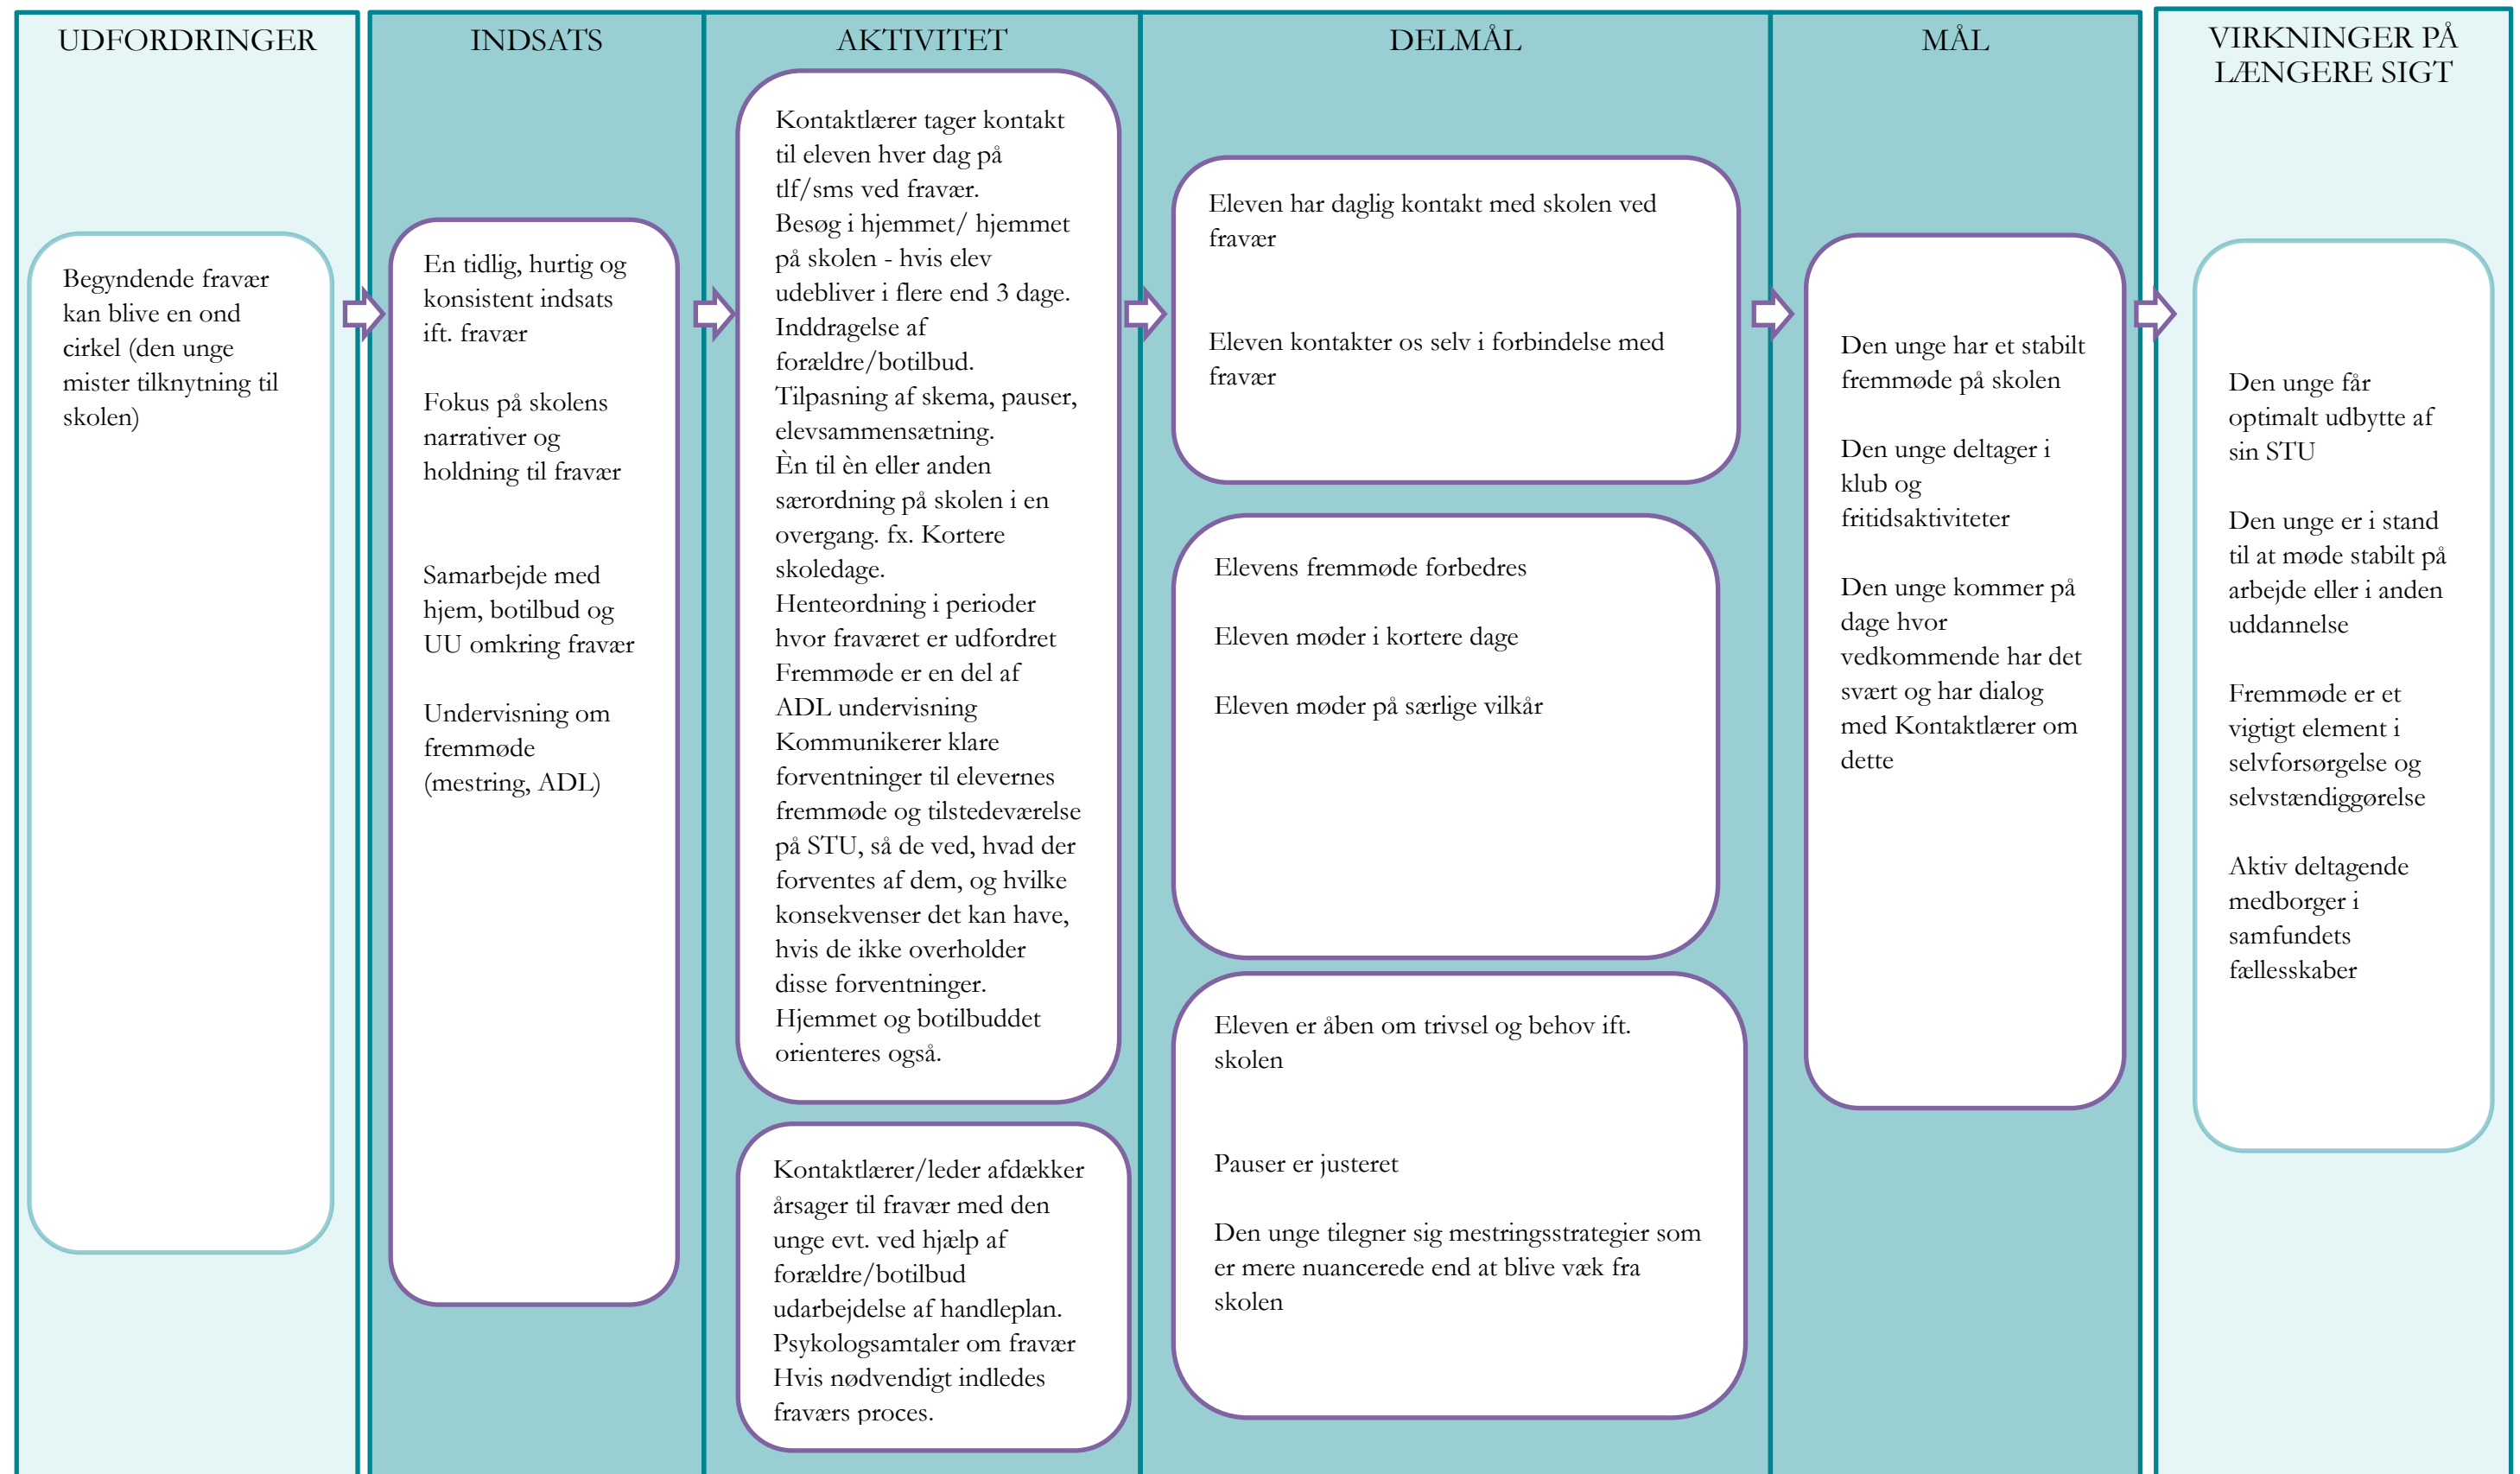 UDFORDRINGER
Begyndende fravær
kan blive en ond
cirkel (den unge
mister tilknytning til
skolen)
INDSATS
En tidlig, hurtig og
konsistent indsats
ift. fravær
Fokus på skolens
narrativer og
holdning til fravær
Samarbejde med
hjem, botilbud og
UU omkring fravær
Undervisning om
fremmøde
(mestring, ADL)
AKTIVITET
Kontaktlærer tager kontakt
til eleven hver dag på
tlf/sms ved fravær.
Besøg i hjemmet/ hjemmet
på skolen - hvis elev
udebliver i flere end 3 dage.
Inddragelse af
forældre/botilbud.
Tilpasning af skema, pauser,
elevsammensætning.
Èn til èn eller anden
særordning på skolen i en
overgang. fx. Kortere
skoledage.
Henteordning i perioder
hvor fraværet er udfordret
Fremmøde er en del af
ADL undervisning
Kommunikerer klare
forventninger til elevernes
fremmøde og tilstedeværelse
på STU, så de ved, hvad der
forventes af dem, og hvilke
konsekvenser det kan have,
hvis de ikke overholder
disse forventninger.
Hjemmet og botilbuddet
orienteres også.
Kontaktlærer/leder afdækker
årsager til fravær med den
unge evt. ved hjælp af
forældre/botilbud
udarbejdelse af handleplan.
Psykologsamtaler om fravær
Hvis nødvendigt indledes
fraværs proces.
DELMÅL
Eleven har daglig kontakt med skolen ved
fravær
Eleven kontakter os selv i forbindelse med
fravær
Elevens fremmøde forbedres
Eleven møder i kortere dage
Eleven møder på særlige vilkår
Eleven er åben om trivsel og behov ift.
skolen
Pauser er justeret
Den unge tilegner sig mestringsstrategier som
er mere nuancerede end at blive væk fra
skolen
MÅL
Den unge har et stabilt
fremmøde på skolen
Den unge deltager i
klub og
fritidsaktiviteter
Den unge kommer på
dage hvor
vedkommende har det
svært og har dialog
med Kontaktlærer om
dette
VIRKNINGER PÅ
LÆNGERE SIGT
Den unge får
optimalt udbytte af
sin STU
Den unge er i stand
til at møde stabilt på
arbejde eller i anden
uddannelse
Fremmøde er et
vigtigt element i
selvforsørgelse og
selvstændiggørelse
Aktiv deltagende
medborger i
samfundets
fællesskaber